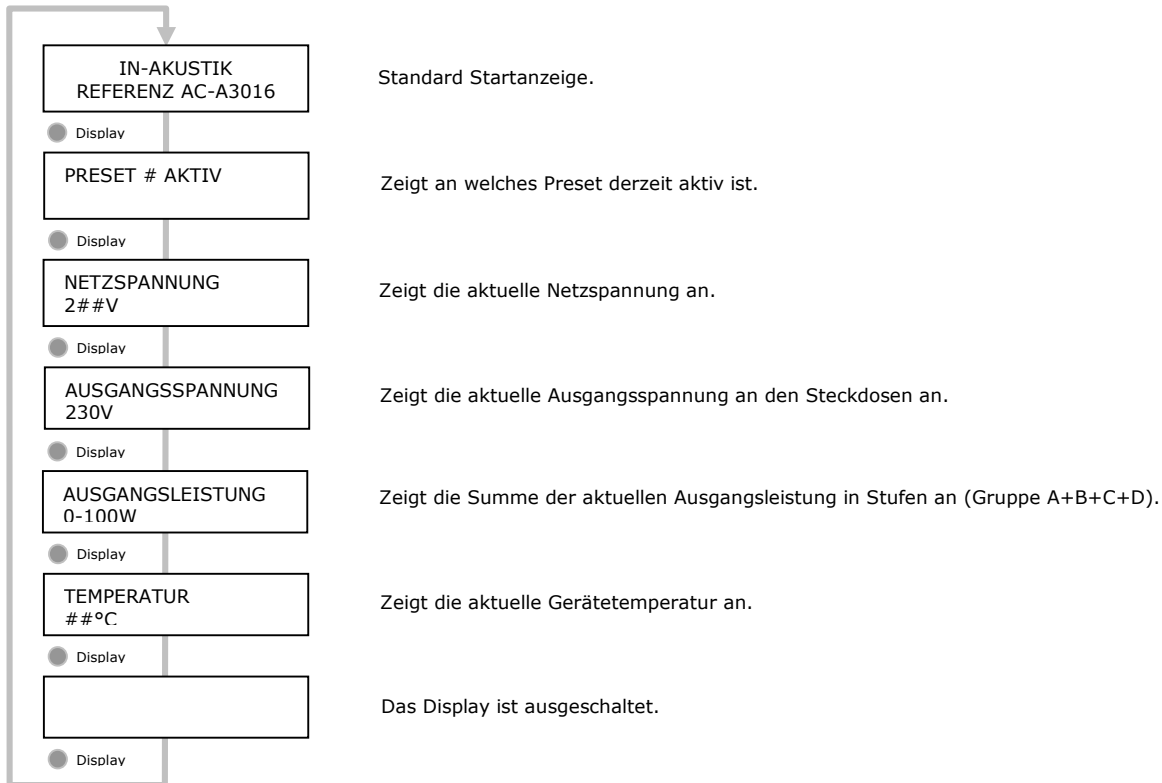 IN-AKUSTIK
REFERENZ AC-A3016
Standard Startanzeige.
Display
PRESET # AKTIV
Zeigt an welches Preset derzeit aktiv ist.
Display
NETZSPANNUNG
2##V
Zeigt die aktuelle Netzspannung an.
Display
AUSGANGSSPANNUNG
230V
Zeigt die aktuelle Ausgangsspannung an den Steckdosen an.
Display
AUSGANGSLEISTUNG
0-100W
Zeigt die Summe der aktuellen Ausgangsleistung in Stufen an (Gruppe A+B+C+D).
Display
TEMPERATUR
##°C
Zeigt die aktuelle Gerätetemperatur an.
Display
Das Display ist ausgeschaltet.
Display